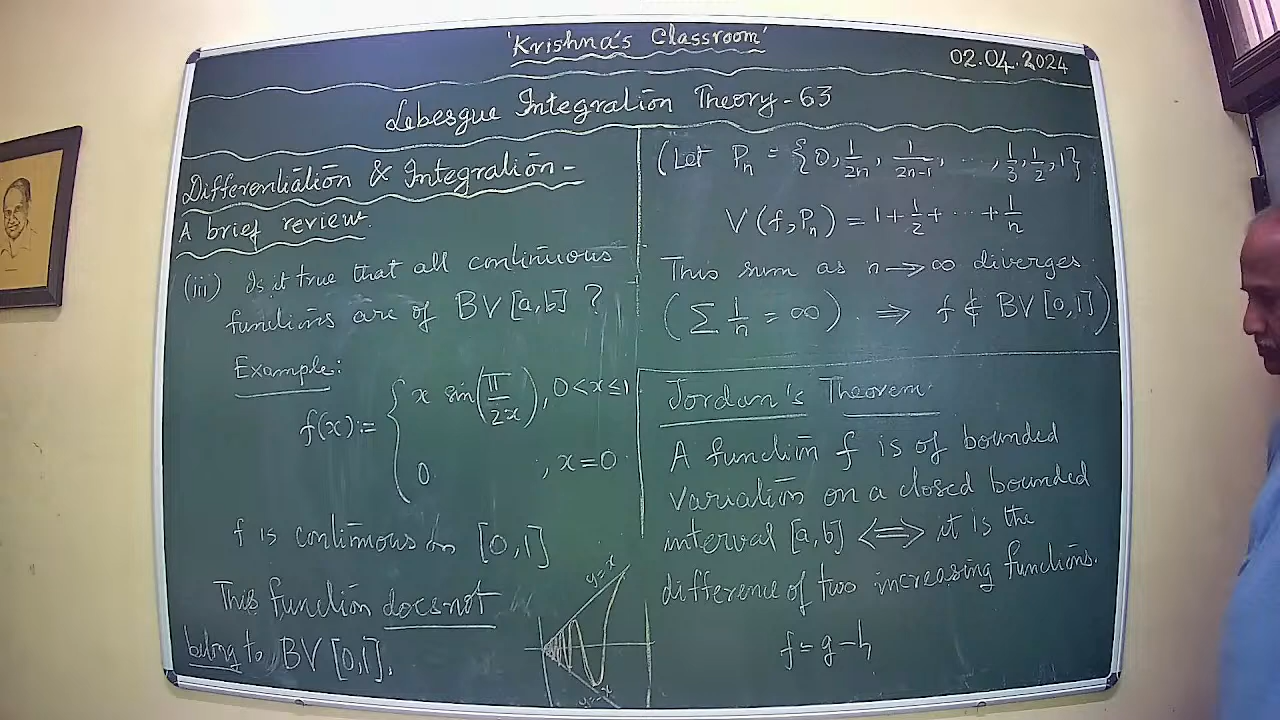 'Krishna's Classroom'
02.04.2024
Lebesgue Integration Theory - 63
Differentiation & Integration -
A brief review.
(iii) Is it true that all continuous
functions are of BV [a,b] ?
Example:
f(x) := { x sin(π/2x), 0<x≤1
0 , x=0
f is continuous on [0,1]
This function does not
belong to BV [0,1].
y=x
y=-x
(Let Pn = {0, 1/2n, 1/2n-1, ..., 1/3, 1/2, 1}
V(f,Pn) = 1 + 1/2 + ... + 1/n
This sum as n→∞ diverges.
(∑ 1/n = ∞) . ⇒ f ∉ BV [0,1])
Jordan's Theorem.
A function f is of bounded
variation on a closed bounded
interval [a,b] ⇔ it is the
difference of two increasing functions.
f = g - h